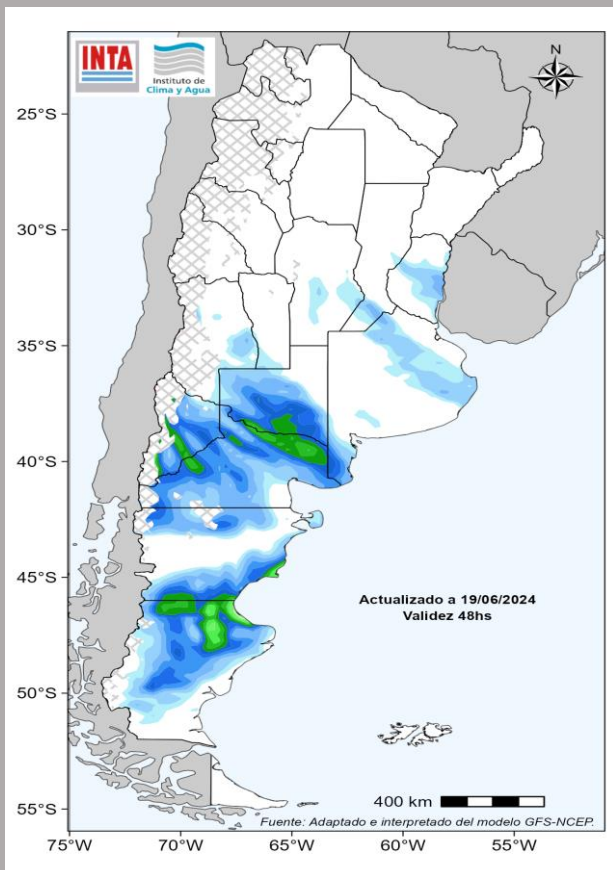 INTA
Instituto de
Clima y Agua
N
25°S
30°S
35°S
40°S
45°S
50°S
55°S
Actualizado a 19/06/2024
Validez 48hs
400 km
Fuente: Adaptado e interpretado del modelo GFS-NCEP.
75°W
70°W
65°W
60°W
55°W